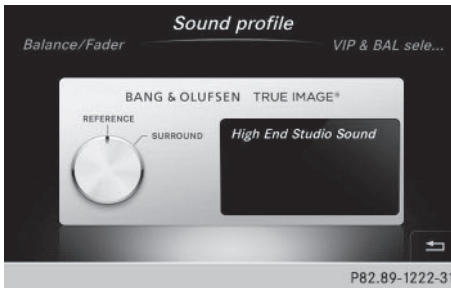 Sound profile
Balance/Fader
VIP & BAL sele...
BANG & OLUFSEN TRUE IMAGE®
REFERENCE
SURROUND
High End Studio Sound
P82.89-1222-31